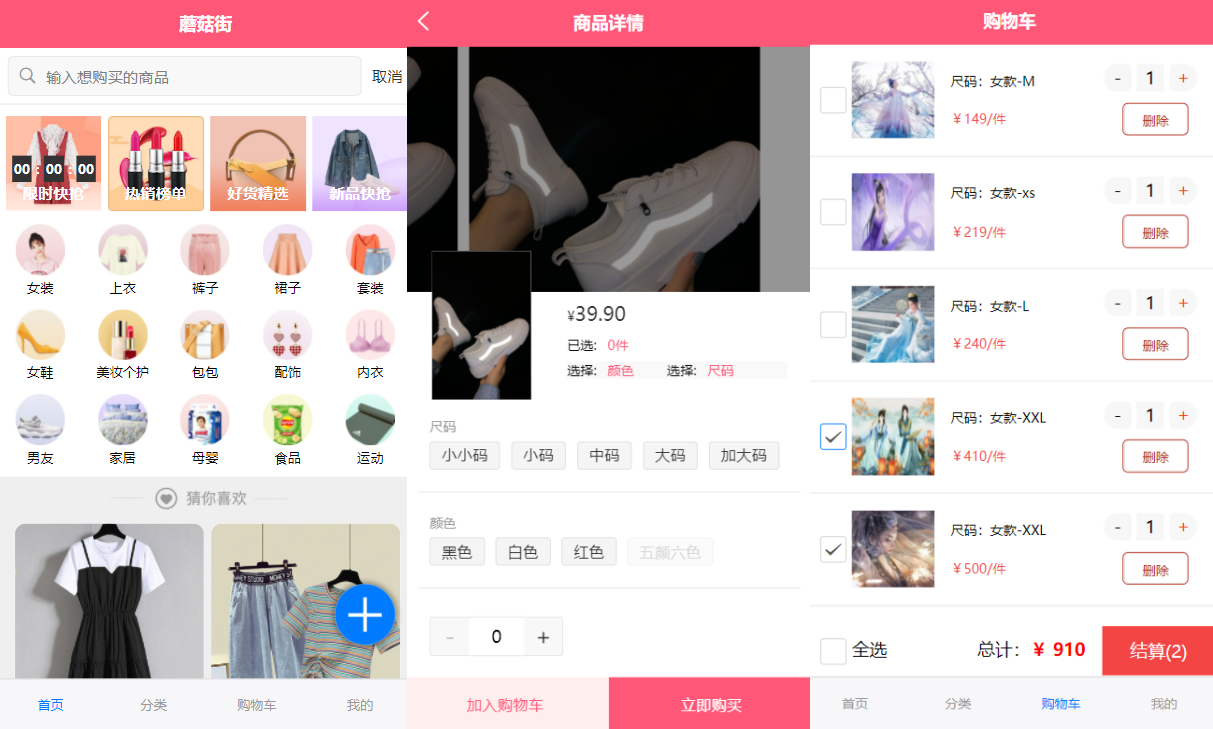 蘑菇街
输入想购买的商品 取消
00 : 00 : 00
限时快抢 热销榜单 好货精选 新品快抢
女装 上衣 裤子 裙子 套装
女鞋 美妆个护 包包 配饰 内衣
男友 家居 母婴 食品 运动
猜你喜欢
首页 分类 购物车 我的
商品详情
¥39.90
已选: 0件
选择: 颜色 选择: 尺码
尺码
小小码 小码 中码 大码 加大码
颜色
黑色 白色 红色 五颜六色
- 0 +
加入购物车 立即购买
购物车
尺码：女款-M - 1 +
￥149/件 删除
尺码：女款-xs - 1 +
￥219/件 删除
尺码：女款-L - 1 +
￥240/件 删除
尺码：女款-XXL - 1 +
￥410/件 删除
尺码：女款-XXL - 1 +
￥500/件 删除
全选 总计：￥ 910 结算(2)
首页 分类 购物车 我的